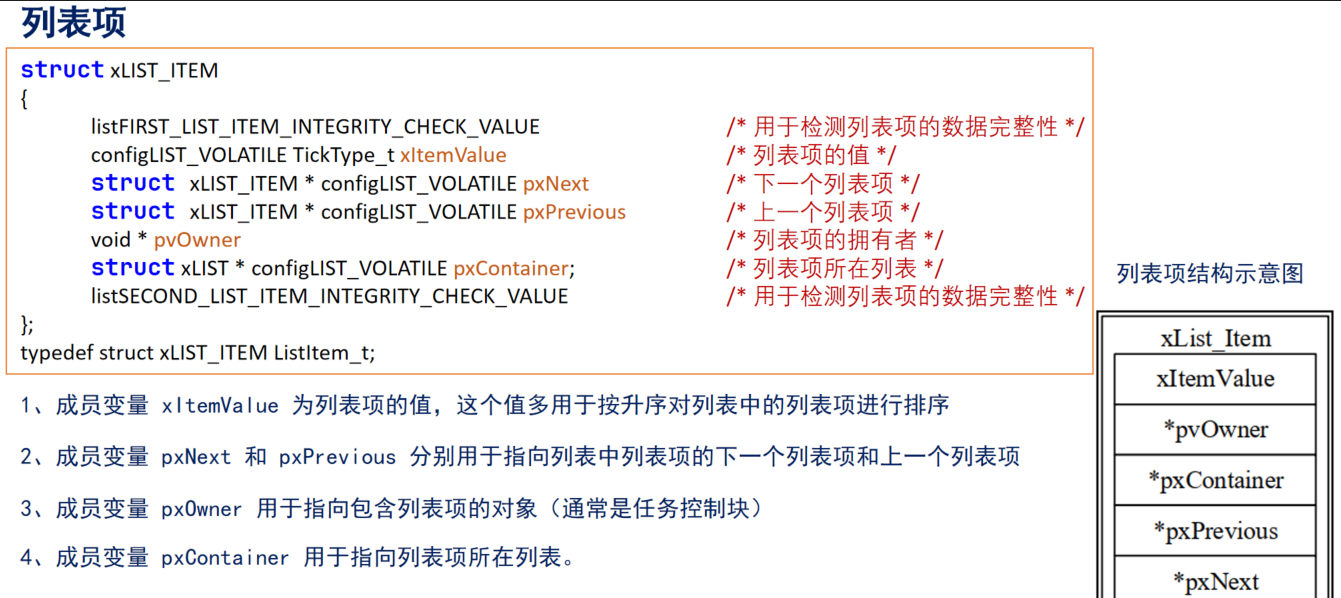 列表项
struct xLIST_ITEM
{
listFIRST_LIST_ITEM_INTEGRITY_CHECK_VALUE /* 用于检测列表项的数据完整性 */
configLIST_VOLATILE TickType_t xItemValue /* 列表项的值 */
struct xLIST_ITEM * configLIST_VOLATILE pxNext /* 下一个列表项 */
struct xLIST_ITEM * configLIST_VOLATILE pxPrevious /* 上一个列表项 */
void * pvOwner /* 列表项的拥有者 */
struct xLIST * configLIST_VOLATILE pxContainer; /* 列表项所在列表 */
listSECOND_LIST_ITEM_INTEGRITY_CHECK_VALUE /* 用于检测列表项的数据完整性 */
};
typedef struct xLIST_ITEM ListItem_t;
1、成员变量 xItemValue 为列表项的值，这个值多用于按升序对列表中的列表项进行排序
2、成员变量 pxNext 和 pxPrevious 分别用于指向列表中列表项的下一个列表项和上一个列表项
3、成员变量 pxOwner 用于指向包含列表项的对象（通常是任务控制块）
4、成员变量 pxContainer 用于指向列表项所在列表。
列表项结构示意图
xList_Item
xItemValue
*pvOwner
*pxContainer
*pxPrevious
*pxNext